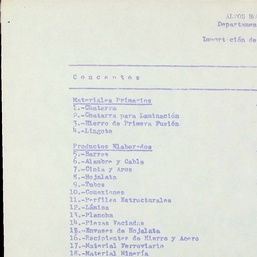 ALTOS H
Departamen
Importación de
Conceptos
Materiales Primarios
1.-Chatarra
2.-Chatarra para Laminación
3.-Hierro de Primera Fusión
4.-Lingote
Productos Elaborados
5.-Barras
6.-Alambre y Cable
7.-Cinta y Aros
8.-Hojalata
9.-Tubos
10.-Conexiones
11.-Perfiles Estructurales
12.-Lámina
13.-Plancha
14.-Piezas Vaciadas
15.-Envases de Hojalata
16.-Recipientes de Hierro y Acero
17.-Material Ferroviario
18.-Material Minería